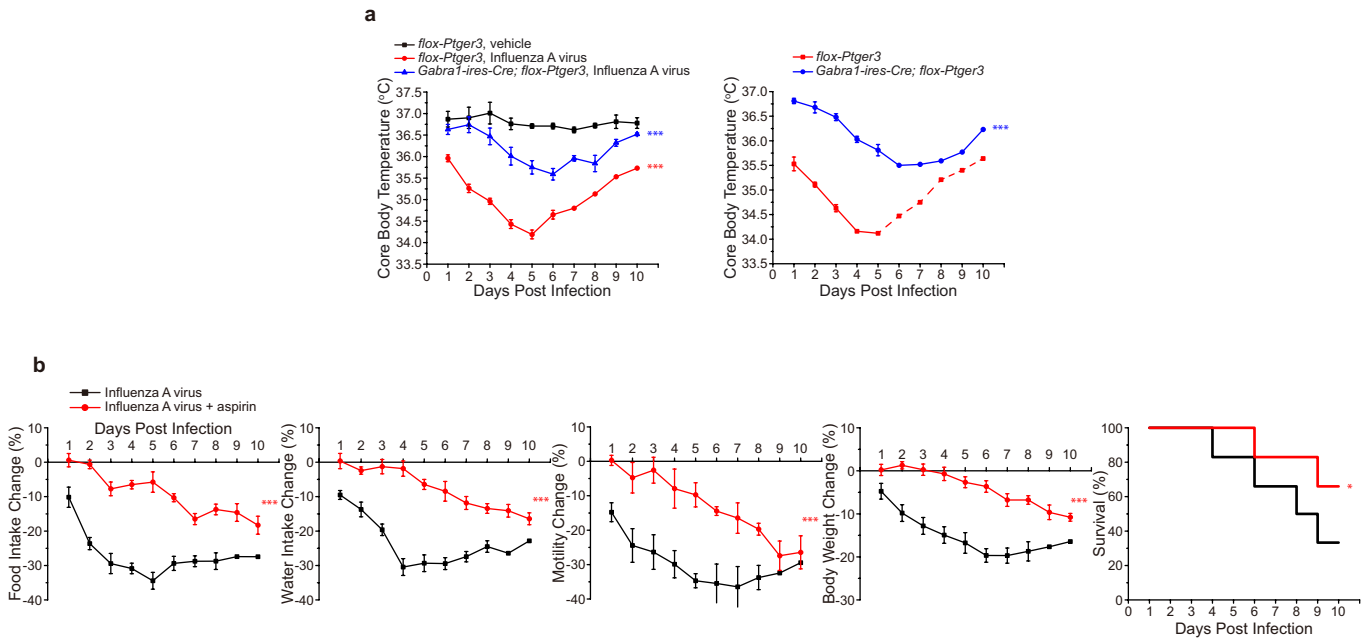 a
flox-Ptger3, vehicle
flox-Ptger3, Influenza A virus
Gabra1-ires-Cre; flox-Ptger3, Influenza A virus
Core Body Temperature (°C)
37.5
37.0
36.5
36.0
35.5
35.0
34.5
34.0
33.5
***
***
0 1 2 3 4 5 6 7 8 9 10
Days Post Infection
flox-Ptger3
Gabra1-ires-Cre; flox-Ptger3
Core Body Temperature (°C)
37.5
37.0
36.5
36.0
35.5
35.0
34.5
34.0
33.5
***
0 1 2 3 4 5 6 7 8 9 10
Days Post Infection
b
Influenza A virus
Influenza A virus + aspirin
Days Post Infection
1 2 3 4 5 6 7 8 9 10
Food Intake Change (%)
10
0
-10
-20
-30
-40
***
1 2 3 4 5 6 7 8 9 10
Water Intake Change (%)
10
0
-10
-20
-30
-40
***
1 2 3 4 5 6 7 8 9 10
Motility Change (%)
10
0
-10
-20
-30
-40
***
1 2 3 4 5 6 7 8 9 10
Body Weight Change (%)
10
0
-10
-20
-30
***
Survival (%)
100
80
60
40
20
0
*
0 1 2 3 4 5 6 7 8 9 10
Days Post Infection